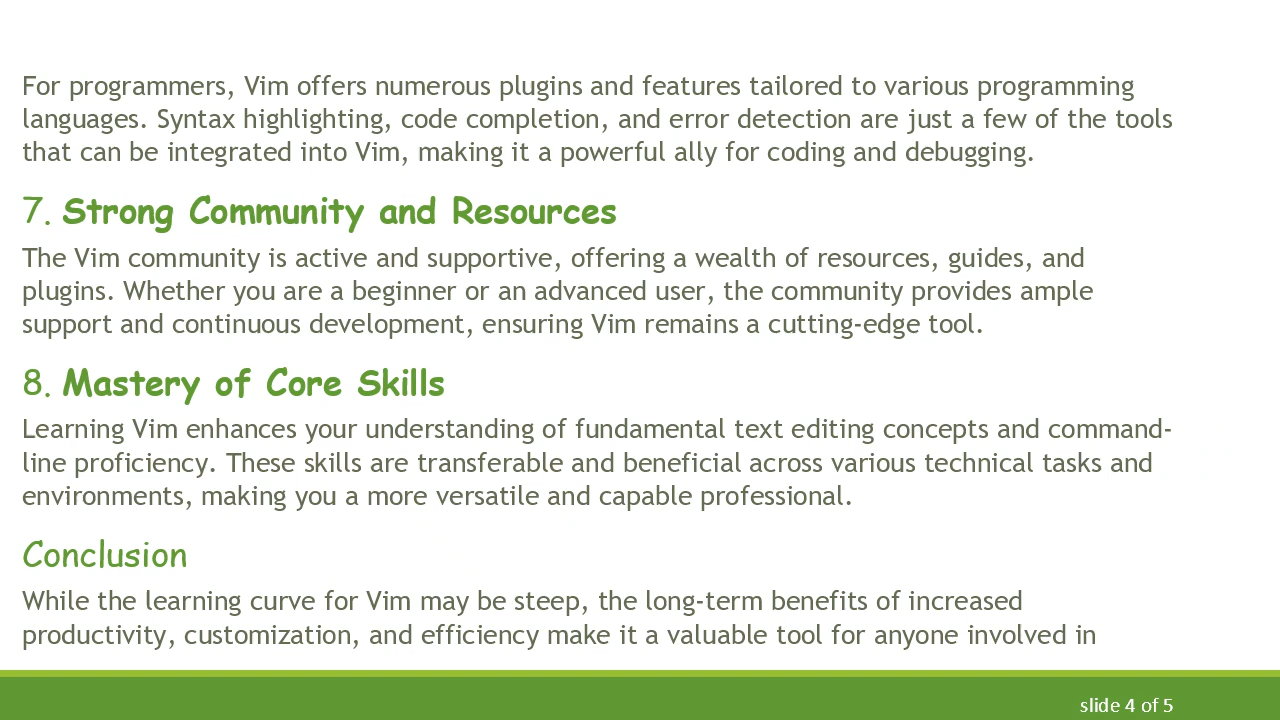 For programmers, Vim offers numerous plugins and features tailored to various programming
languages. Syntax highlighting, code completion, and error detection are just a few of the tools
that can be integrated into Vim, making it a powerful ally for coding and debugging.
7. Strong Community and Resources
The Vim community is active and supportive, offering a wealth of resources, guides, and
plugins. Whether you are a beginner or an advanced user, the community provides ample
support and continuous development, ensuring Vim remains a cutting-edge tool.
8. Mastery of Core Skills
Learning Vim enhances your understanding of fundamental text editing concepts and command-
line proficiency. These skills are transferable and beneficial across various technical tasks and
environments, making you a more versatile and capable professional.
Conclusion
While the learning curve for Vim may be steep, the long-term benefits of increased
productivity, customization, and efficiency make it a valuable tool for anyone involved in
slide 4 of 5